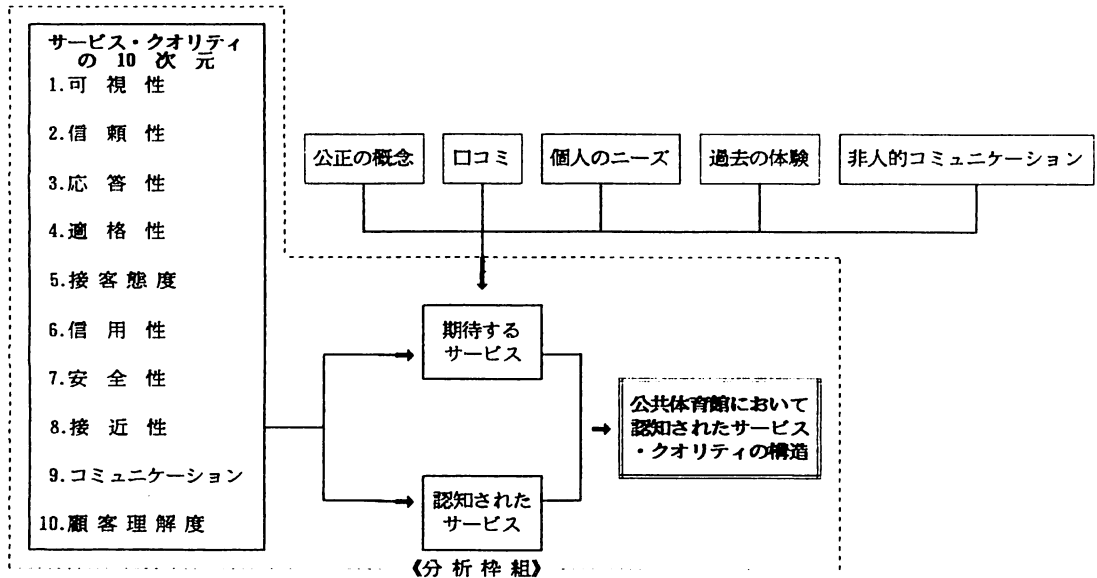 サービス・クオリティ
の 10 次 元
1.可 視 性
2.信 頼 性
3.応 答 性
4.適 格 性
5.接 客 態 度
6.信 用 性
7.安 全 性
8.接 近 性
9.コミュニケーション
10.顧 客 理 解 度
公正の概念
口コミ
個人のニーズ
過去の体験
非人的コミュニケーション
期待する
サービス
認知された
サービス
公共体育館において
認知されたサービス
・クオリティの構造
《分 析 枠 組》